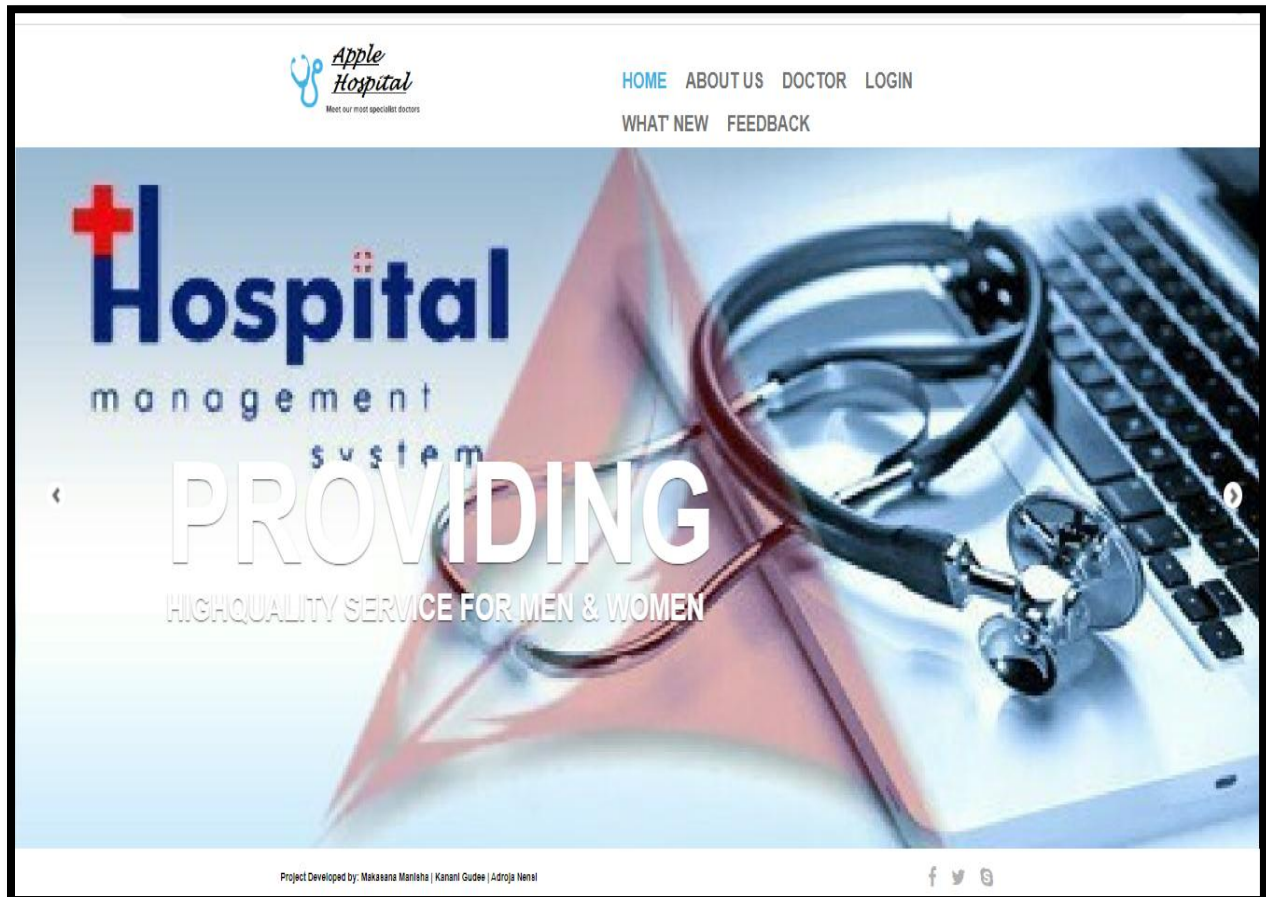 Apple
Hospital
Meet our most specialist doctors
HOME ABOUT US DOCTOR LOGIN
WHAT' NEW FEEDBACK
Hospital
management
system
PROVIDING
HIGHQUALITY SERVICE FOR MEN & WOMEN
Project Developed by: Makasana Manisha | Kanani Gudee | Adroja Nensi